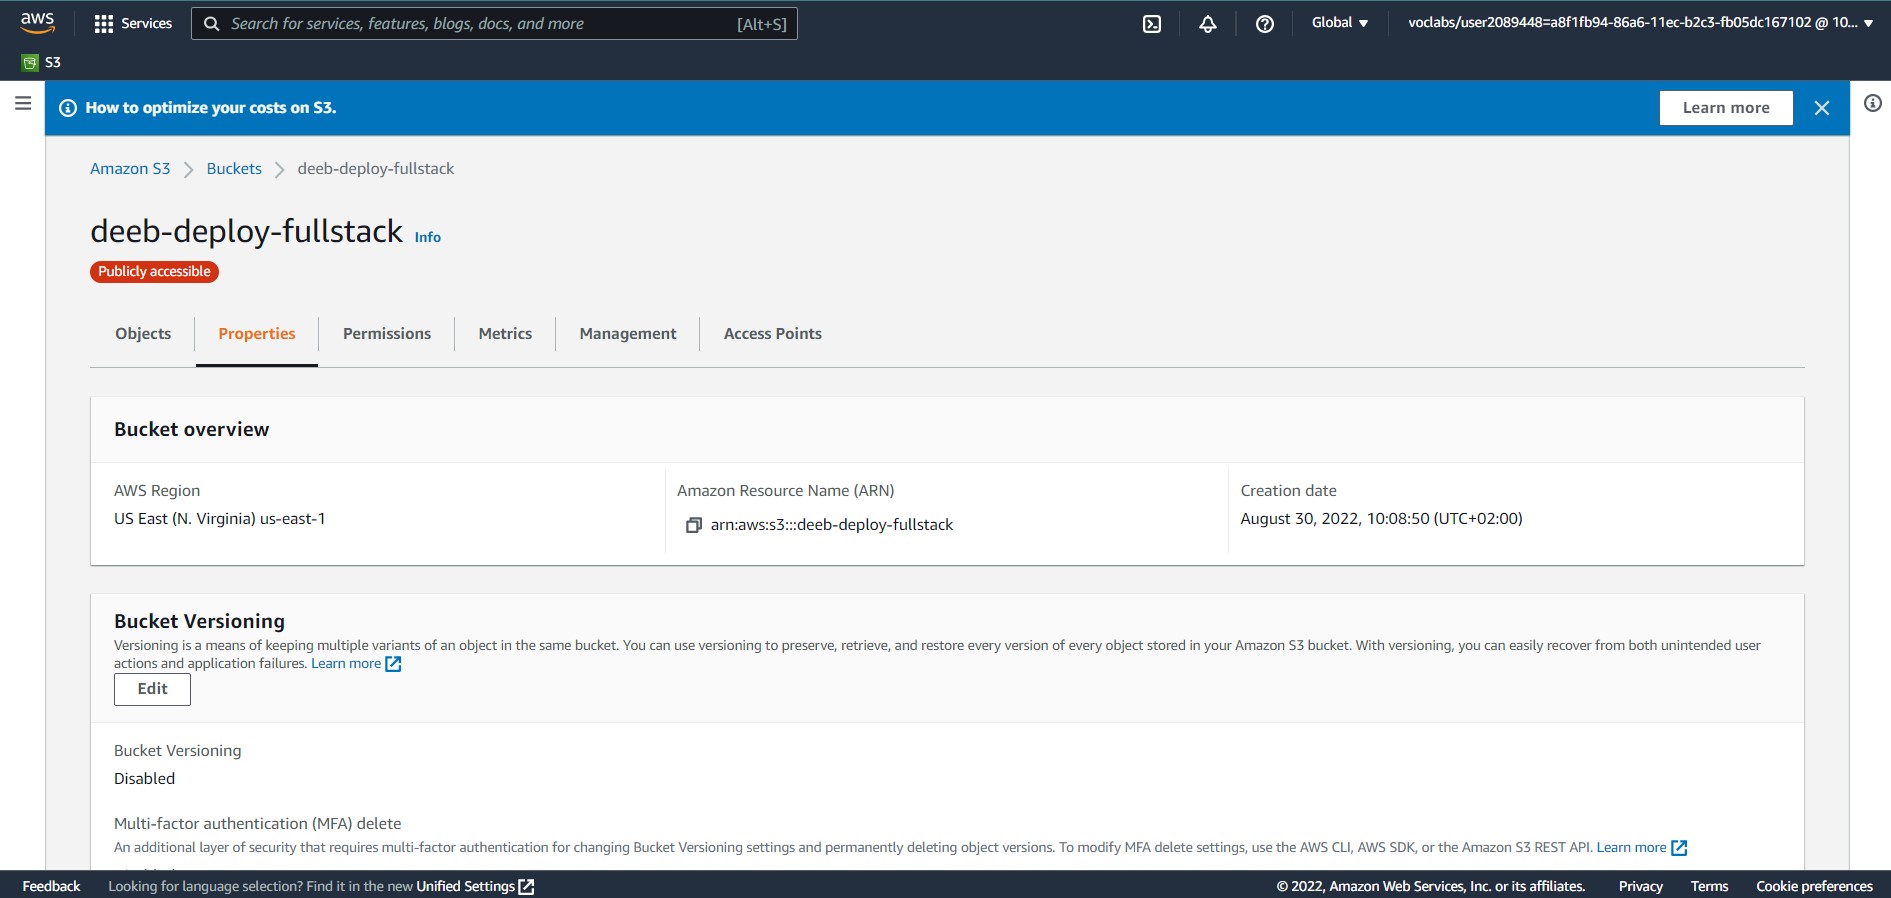 aws
Services
Search for services, features, blogs, docs, and more
[Alt+S]
Global
voclabs/user2089448=a8f1fb94-86a6-11ec-b2c3-fb05dc167102 @ 10...
S3
How to optimize your costs on S3.
Learn more
Amazon S3 Buckets deeb-deploy-fullstack
deeb-deploy-fullstack Info
Publicly accessible
Objects Properties Permissions Metrics Management Access Points
Bucket overview
AWS Region
US East (N. Virginia) us-east-1
Amazon Resource Name (ARN)
arn:aws:s3:::deeb-deploy-fullstack
Creation date
August 30, 2022, 10:08:50 (UTC+02:00)
Bucket Versioning
Versioning is a means of keeping multiple variants of an object in the same bucket. You can use versioning to preserve, retrieve, and restore every version of every object stored in your Amazon S3 bucket. With versioning, you can easily recover from both unintended user
actions and application failures. Learn more
Edit
Bucket Versioning
Disabled
Multi-factor authentication (MFA) delete
An additional layer of security that requires multi-factor authentication for changing Bucket Versioning settings and permanently deleting object versions. To modify MFA delete settings, use the AWS CLI, AWS SDK, or the Amazon S3 REST API. Learn more
Feedback Looking for language selection? Find it in the new Unified Settings © 2022, Amazon Web Services, Inc. or its affiliates. Privacy Terms Cookie preferences